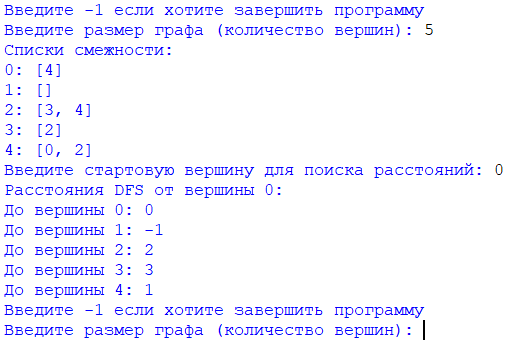 Введите -1 если хотите завершить программу
Введите размер графа (количество вершин): 5
Списки смежности:
0: [4]
1: []
2: [3, 4]
3: [2]
4: [0, 2]
Введите стартовую вершину для поиска расстояний: 0
Расстояния DFS от вершины 0:
До вершины 0: 0
До вершины 1: -1
До вершины 2: 2
До вершины 3: 3
До вершины 4: 1
Введите -1 если хотите завершить программу
Введите размер графа (количество вершин):